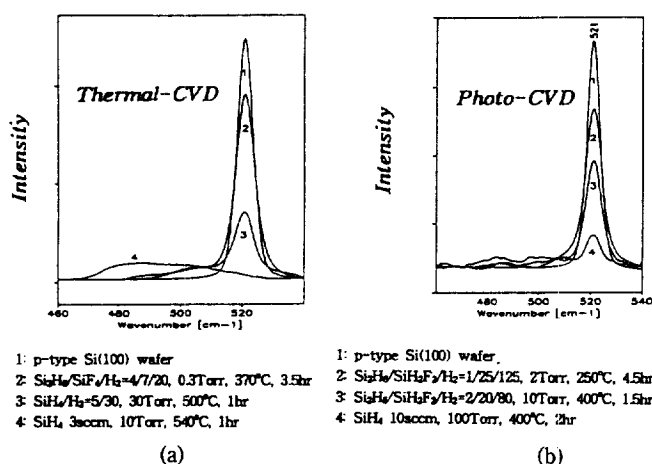 Thermal-CVD
Intensity
1
2
3
4
460 480 500 520
Wavenumber [cm-1]
1: p-type Si(100) wafer
2: Si₂H₆/SiF₄/H₂=4/7/20, 0.3Torr, 370℃, 3.5hr
3: SiH₄/H₂=5/30, 30Torr, 500℃, 1hr
4: SiH₄ 3sccm, 10Torr, 540℃, 1hr
(a)
521
Photo-CVD
Intensity
1
2
3
4
480 500 520 540
Wavenumber [cm-1]
1: p-type Si(100) wafer.
2: Si₂H₆/SiH₂F₂/H₂=1/25/125, 2Torr, 250℃, 4.5hr
3: Si₂H₆/SiH₂F₂/H₂=2/20/80, 10Torr, 400℃, 1.5hr
4: SiH₄ 10sccm, 100Torr, 400℃, 2hr
(b)